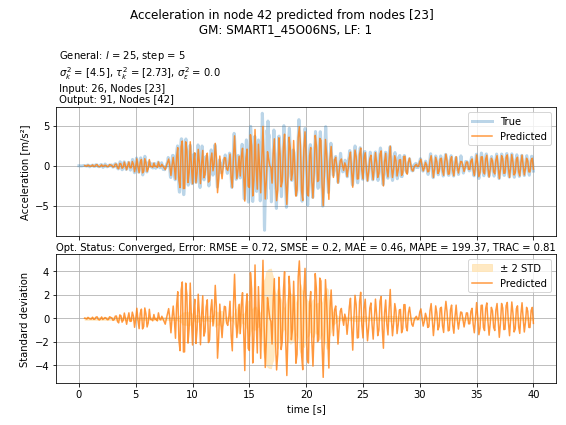 Acceleration in node 42 predicted from nodes [23]
GM: SMART1_45O06NS, LF: 1
General: l = 25, step = 5
σ²ₖ = [4.5], τ²ₖ = [2.73], σ²ε = 0.0
Input: 26, Nodes [23]
Output: 91, Nodes [42]
Acceleration [m/s²]
5
0
−5
True
Predicted
Opt. Status: Converged, Error: RMSE = 0.72, SMSE = 0.2, MAE = 0.46, MAPE = 199.37, TRAC = 0.81
Standard deviation
4
2
0
−2
−4
± 2 STD
Predicted
0 5 10 15 20 25 30 35 40
time [s]